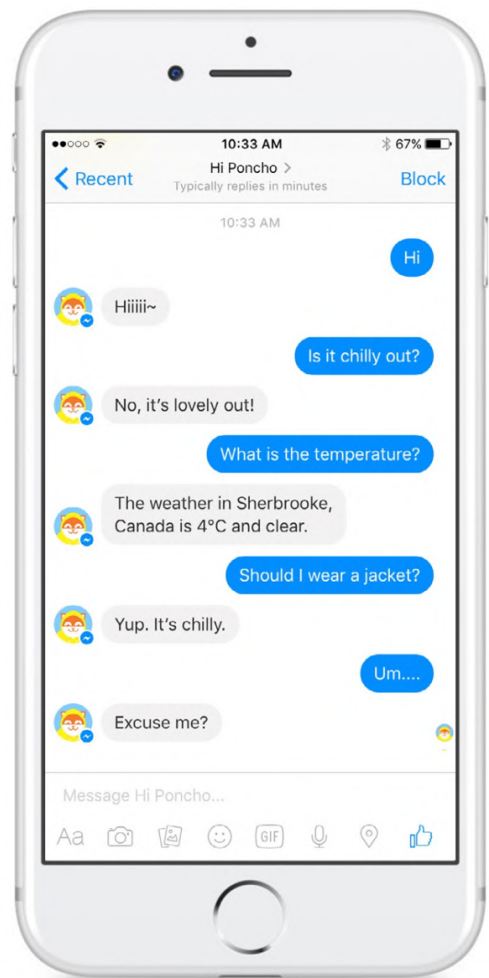 10:33 AM
67%
Recent
Hi Poncho >
Block
Typically replies in minutes
10:33 AM
Hi
Hiiiii~
Is it chilly out?
No, it's lovely out!
What is the temperature?
The weather in Sherbrooke,
Canada is 4°C and clear.
Should I wear a jacket?
Yup. It's chilly.
Um....
Excuse me?
Message Hi Poncho...
Aa
GIF